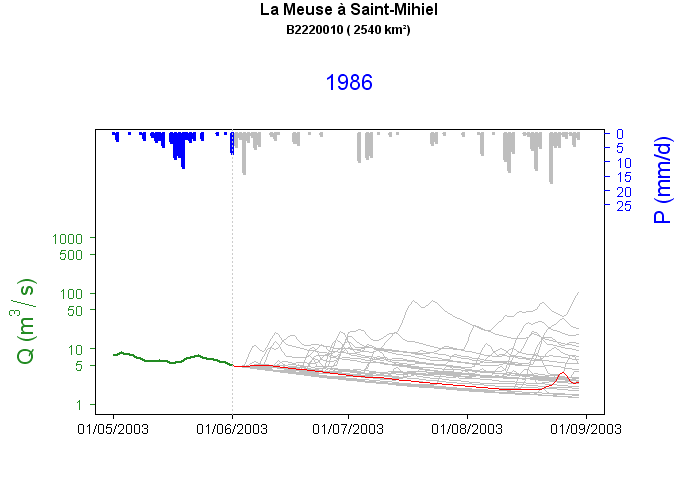 La Meuse à Saint-Mihiel
B2220010 ( 2540 km²)
1986
0
5
10
15
20
25
P (mm/d)
1000
500
100
50
10
5
1
Q (m³/ s)
01/05/2003 01/06/2003 01/07/2003 01/08/2003 01/09/2003